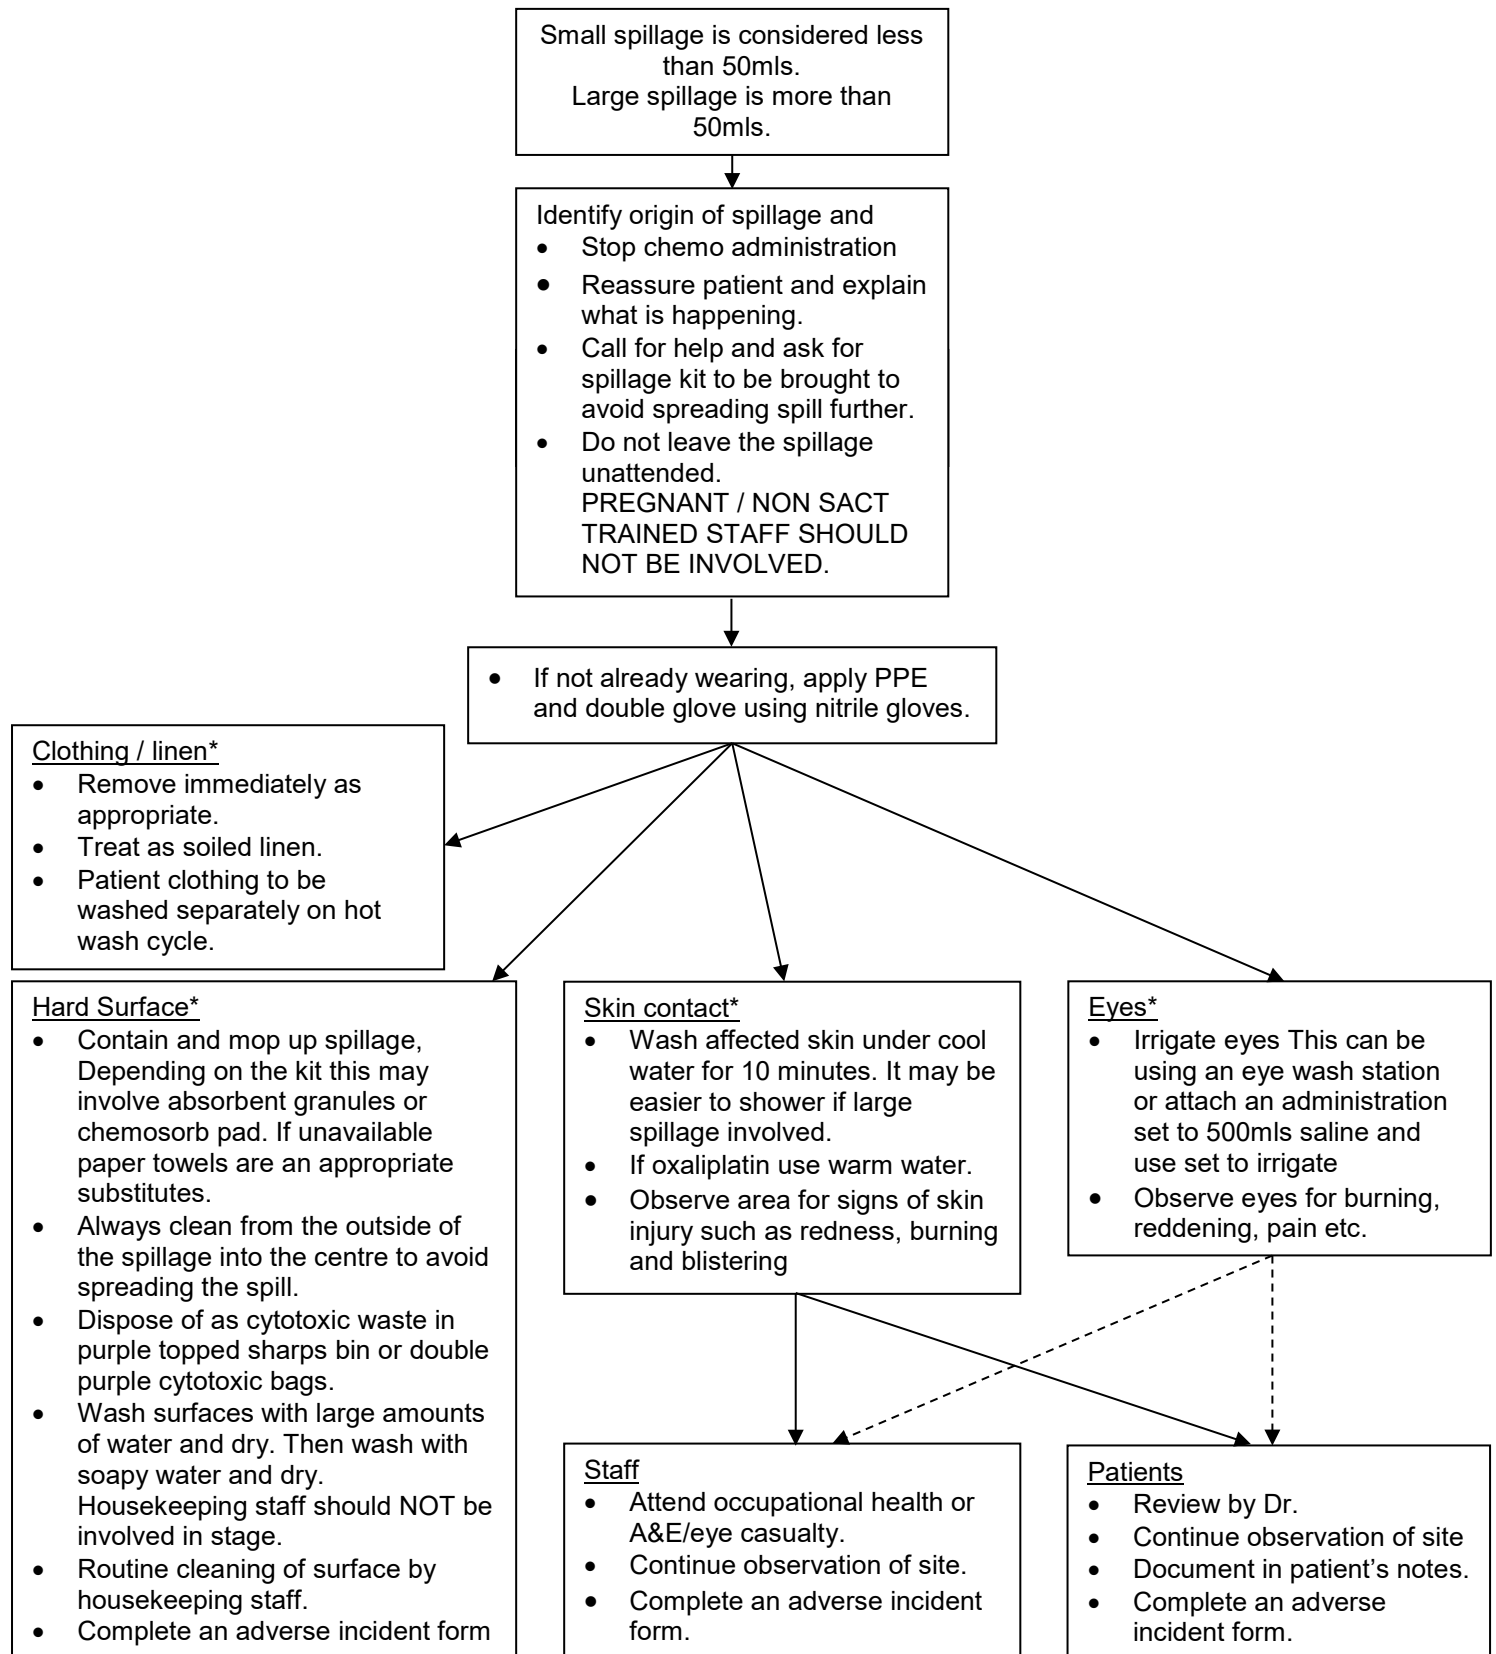 Small spillage is considered less
than 50mls.
Large spillage is more than
50mls.
Identify origin of spillage and
• Stop chemo administration
• Reassure patient and explain
what is happening.
• Call for help and ask for
spillage kit to be brought to
avoid spreading spill further.
• Do not leave the spillage
unattended.
PREGNANT / NON SACT
TRAINED STAFF SHOULD
NOT BE INVOLVED.
• If not already wearing, apply PPE
and double glove using nitrile gloves.
Clothing / linen*
• Remove immediately as
appropriate.
• Treat as soiled linen.
• Patient clothing to be
washed separately on hot
wash cycle.
Hard Surface*
• Contain and mop up spillage,
Depending on the kit this may
involve absorbent granules or
chemosorb pad. If unavailable
paper towels are an appropriate
substitutes.
• Always clean from the outside of
the spillage into the centre to avoid
spreading the spill.
• Dispose of as cytotoxic waste in
purple topped sharps bin or double
purple cytotoxic bags.
• Wash surfaces with large amounts
of water and dry. Then wash with
soapy water and dry.
Housekeeping staff should NOT be
involved in stage.
• Routine cleaning of surface by
housekeeping staff.
• Complete an adverse incident form
Skin contact*
• Wash affected skin under cool
water for 10 minutes. It may be
easier to shower if large
spillage involved.
• If oxaliplatin use warm water.
• Observe area for signs of skin
injury such as redness, burning
and blistering
Eyes*
• Irrigate eyes This can be
using an eye wash station
or attach an administration
set to 500mls saline and
use set to irrigate
• Observe eyes for burning,
reddening, pain etc.
Staff
• Attend occupational health or
A&E/eye casualty.
• Continue observation of site.
• Complete an adverse incident
form.
Patients
• Review by Dr.
• Continue observation of site
• Document in patient’s notes.
• Complete an adverse
incident form.